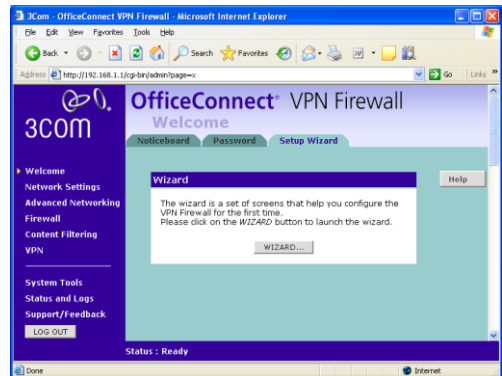 3Com - OfficeConnect VPN Firewall - Microsoft Internet Explorer
File Edit View Favorites Tools Help
Back Search Favorites
Address http://192.168.1.1/cgi-bin/admin?page=x Go Links »
3COM
OfficeConnect® VPN Firewall
Welcome
Noticeboard Password Setup Wizard
Welcome
Network Settings
Advanced Networking
Firewall
Content Filtering
VPN
System Tools
Status and Logs
Support/Feedback
LOG OUT
Wizard
The wizard is a set of screens that help you configure the
VPN Firewall for the first time.
Please click on the WIZARD button to launch the wizard.
WIZARD...
Help
Status : Ready
Done Internet